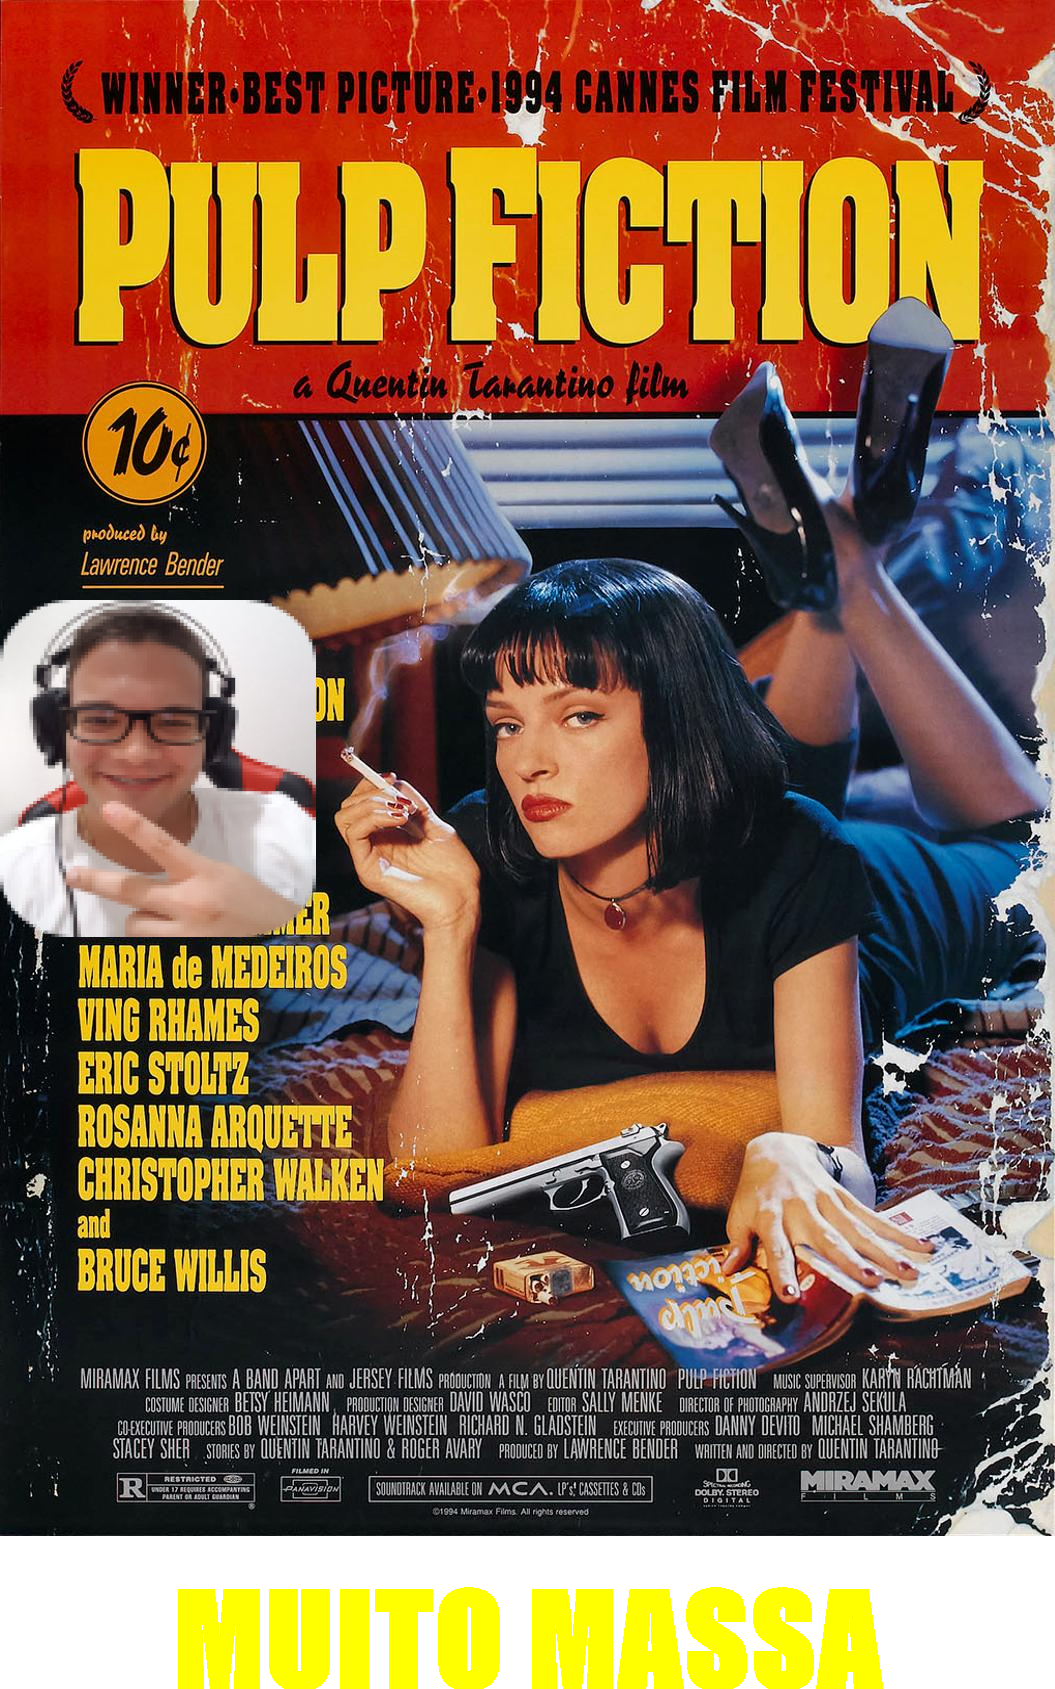 WINNER·BEST PICTURE·1994 CANNES FILM FESTIVAL
PULP FICTION
a Quentin Tarantino film
10¢
produced by
Lawrence Bender
MARIA de MEDEIROS
VING RHAMES
ERIC STOLTZ
ROSANNA ARQUETTE
CHRISTOPHER WALKEN
and
BRUCE WILLIS
Pulp
Fiction
MIRAMAX FILMS PRESENTS A BAND APART AND JERSEY FILMS PRODUCTION A FILM BY QUENTIN TARANTINO PULP FICTION MUSIC SUPERVISOR KARYN RACHTMAN
COSTUME DESIGNER BETSY HEIMANN PRODUCTION DESIGNER DAVID WASCO EDITOR SALLY MENKE DIRECTOR OF PHOTOGRAPHY ANDRZEJ SEKULA
CO-EXECUTIVE PRODUCERS BOB WEINSTEIN HARVEY WEINSTEIN RICHARD N. GLADSTEIN EXECUTIVE PRODUCERS DANNY DEVITO MICHAEL SHAMBERG
STACEY SHER STORIES BY QUENTIN TARANTINO & ROGER AVARY PRODUCED BY LAWRENCE BENDER WRITTEN AND DIRECTED BY QUENTIN TARANTINO
R RESTRICTED
UNDER 17 REQUIRES ACCOMPANYING
PARENT OR ADULT GUARDIAN
FILMED IN
PANAVISION
SOUNDTRACK AVAILABLE ON MCA. LP's, CASSETTES & CDs
DOLBY STEREO
DIGITAL
MIRAMAX
FILMS
©1994 Miramax Films. All rights reserved
MUITO MASSA